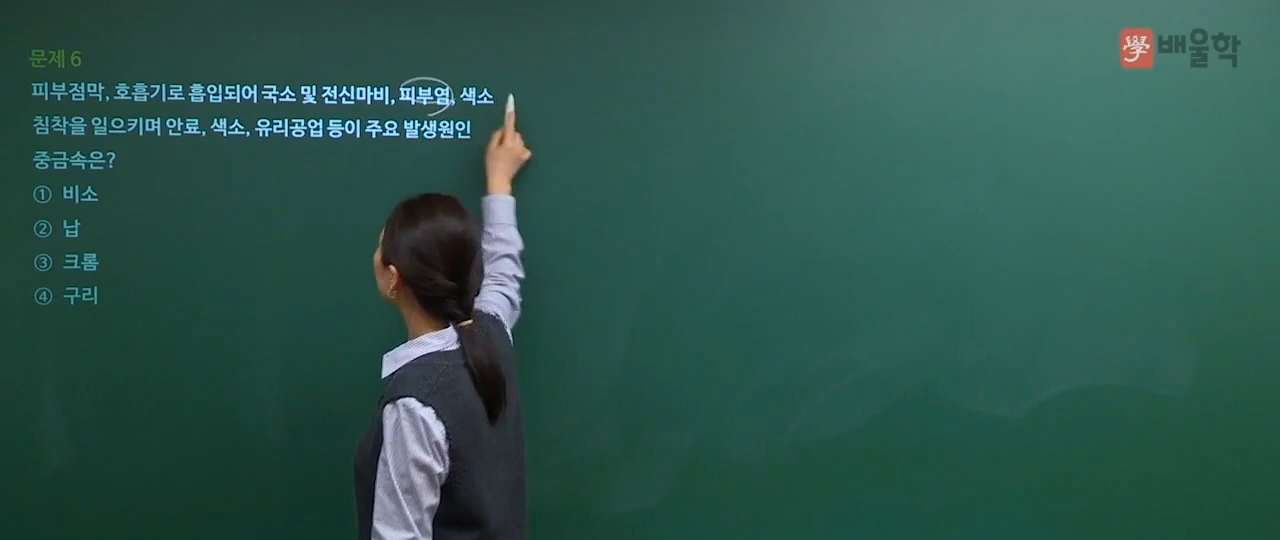 學 배울학
문제 6
피부점막, 호흡기로 흡입되어 국소 및 전신마비, 피부염, 색소
침착을 일으키며 안료, 색소, 유리공업 등이 주요 발생원인
중금속은?
① 비소
② 납
③ 크롬
④ 구리